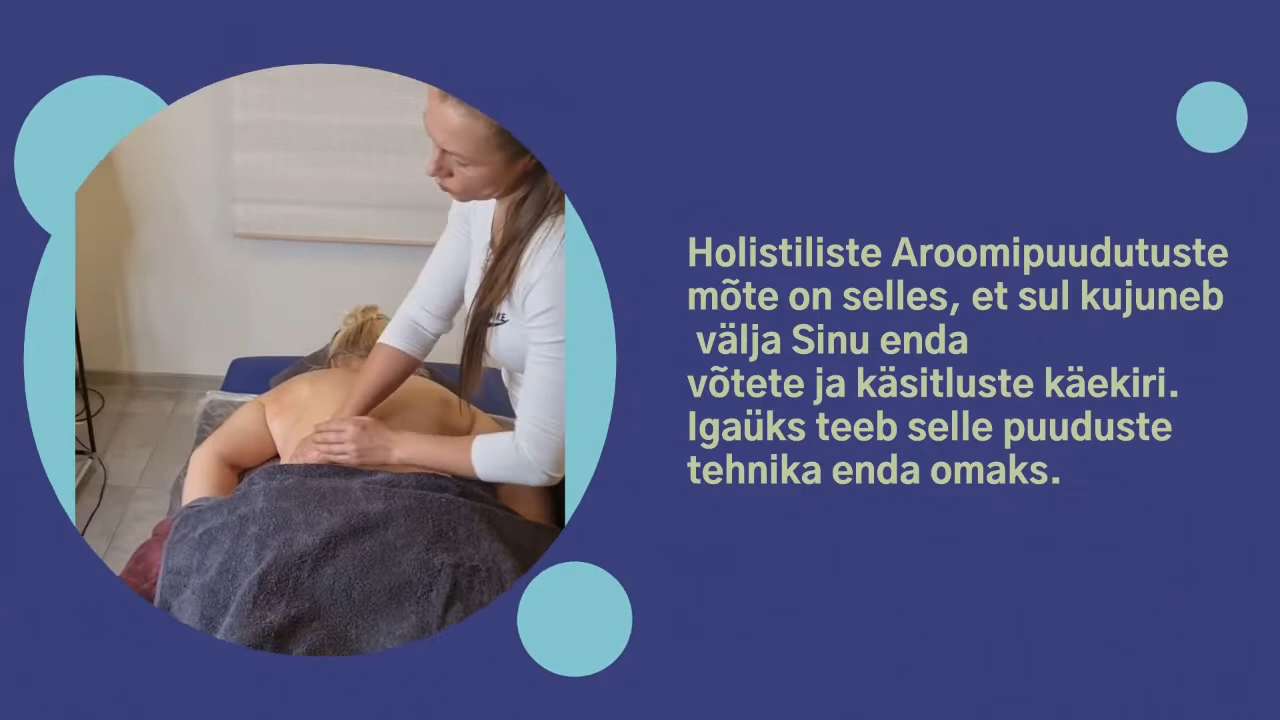 Holistiliste Aroomipuudutuste
mõte on selles, et sul kujuneb
välja Sinu enda
võtete ja käsitluste käekiri.
Igaüks teeb selle puuduste
tehnika enda omaks.